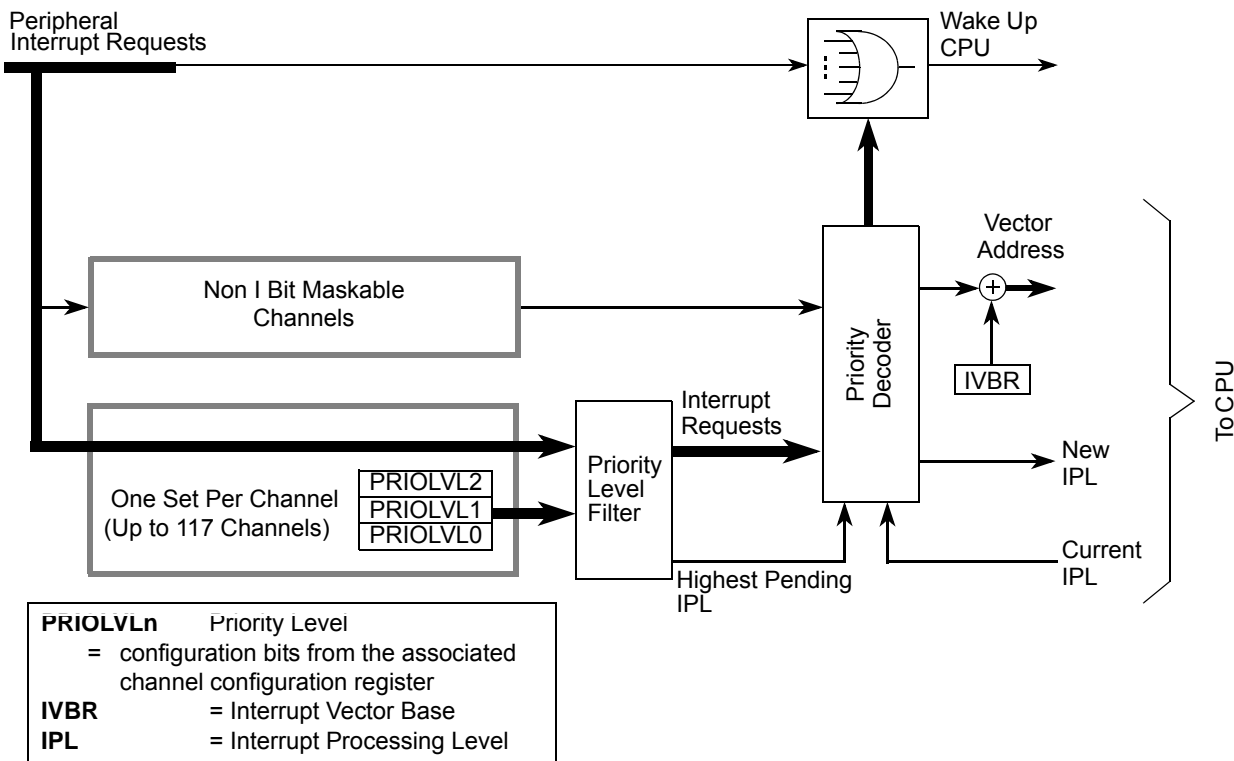 Peripheral
Interrupt Requests
Wake Up
CPU
Vector
Address
Non I Bit Maskable
Channels
Priority
Decoder
IVBR
To CPU
Interrupt
Requests
Priority
Level
Filter
PRIOLVL2
One Set Per Channel
PRIOLVL1
(Up to 117 Channels)
PRIOLVL0
New
IPL
Current
IPL
Highest Pending
IPL
PRIOLVLn Priority Level
= configuration bits from the associated
channel configuration register
IVBR = Interrupt Vector Base
IPL = Interrupt Processing Level